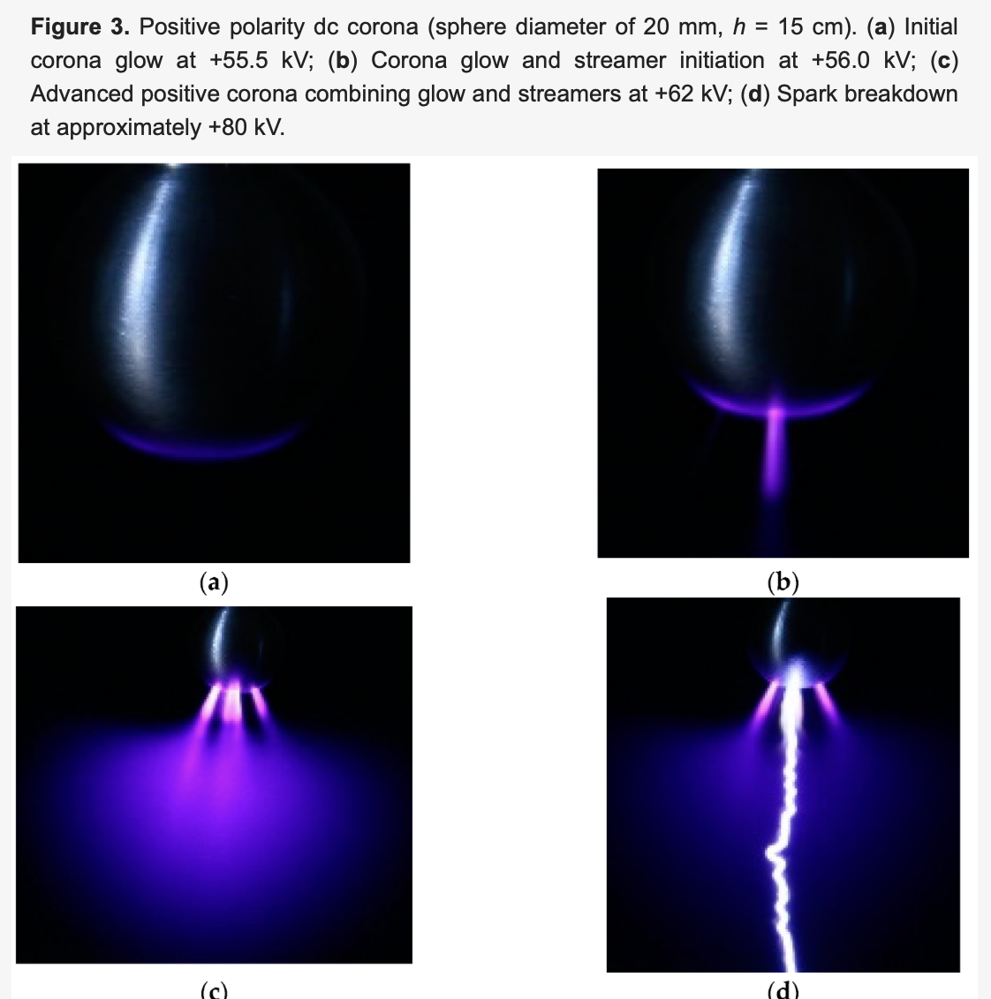 Figure 3. Positive polarity dc corona (sphere diameter of 20 mm, h = 15 cm). (a) Initial
corona glow at +55.5 kV; (b) Corona glow and streamer initiation at +56.0 kV; (c)
Advanced positive corona combining glow and streamers at +62 kV; (d) Spark breakdown
at approximately +80 kV.
(a)
(b)
(c)
(d)